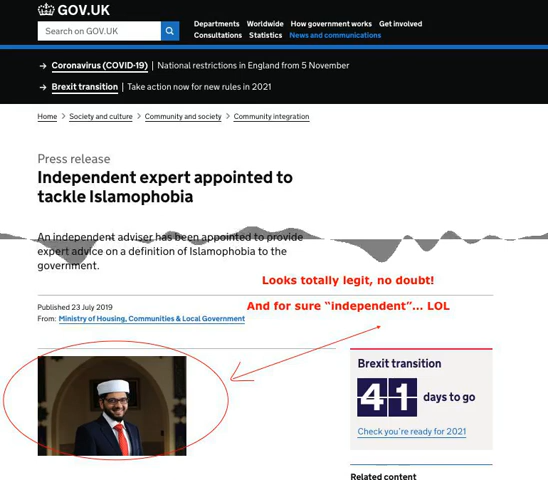 GOV.UK
Search on GOV.UK
Departments Worldwide How government works Get involved
Consultations Statistics News and communications
→ Coronavirus (COVID-19) | National restrictions in England from 5 November
→ Brexit transition | Take action now for new rules in 2021
Home > Society and culture > Community and society > Community integration
Press release
Independent expert appointed to
tackle Islamophobia
An independent adviser has been appointed to provide
expert advice on a definition of Islamophobia to the
government.
Looks totally legit, no doubt!
And for sure “independent”... LOL
Published 23 July 2019
From: Ministry of Housing, Communities & Local Government
Brexit transition
41 days to go
Check you're ready for 2021
Related content